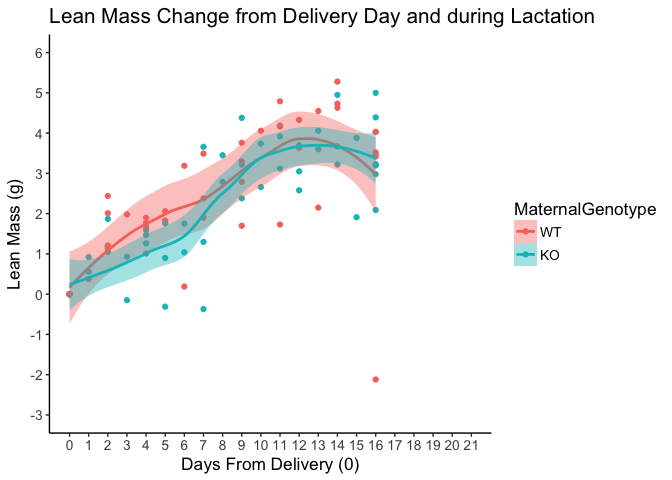 Lean Mass Change from Delivery Day and during Lactation
6
5
4
3
2
1
0
-1
-2
-3
Lean Mass (g)
0 1 2 3 4 5 6 7 8 9 10 11 12 13 14 15 16 17 18 19 20 21
Days From Delivery (0)
MaternalGenotype
WT
KO